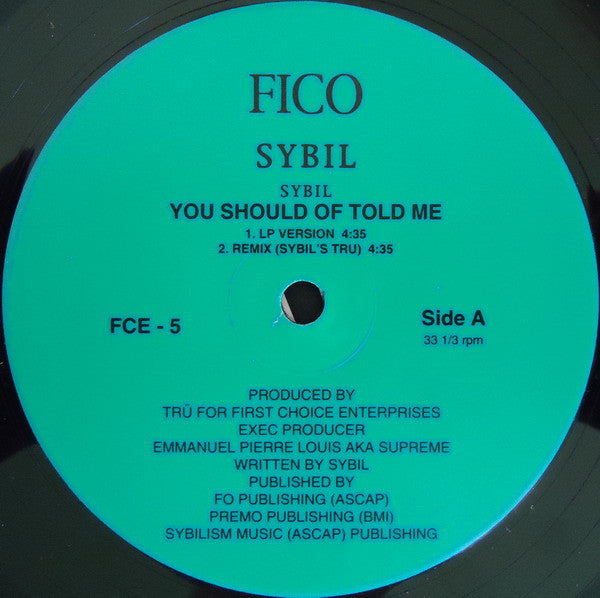 FICO
SYBIL
SYBIL
YOU SHOULD OF TOLD ME
1. LP VERSION 4:35
2. REMIX (SYBIL'S TRU) 4:35
FCE - 5
Side A
33 1/3 rpm
PRODUCED BY
TRŪ FOR FIRST CHOICE ENTERPRISES
EXEC PRODUCER
EMMANUEL PIERRE LOUIS AKA SUPREME
WRITTEN BY SYBIL
PUBLISHED BY
FO PUBLISHING (ASCAP)
PREMO PUBLISHING (BMI)
SYBILISM MUSIC (ASCAP) PUBLISHING